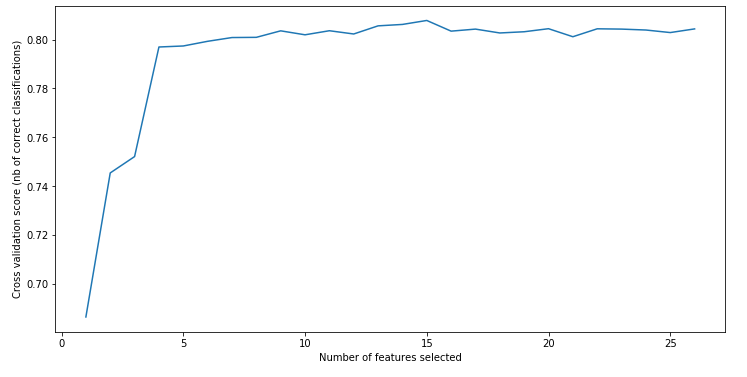 Cross validation score (nb of correct classifications)
0.80
0.78
0.76
0.74
0.72
0.70
0 5 10 15 20 25
Number of features selected